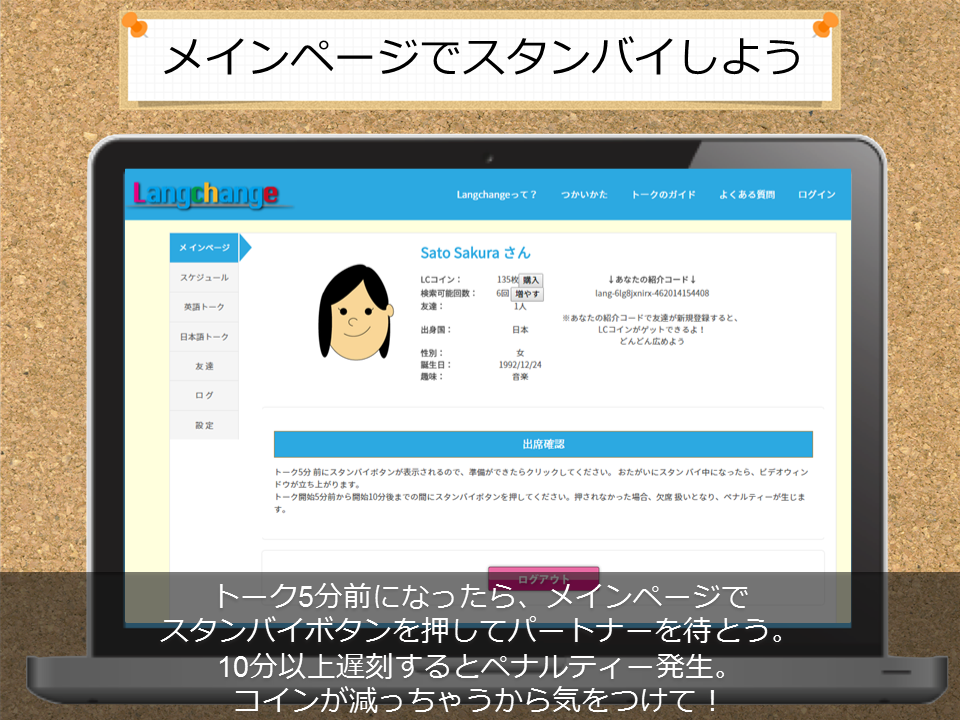 メインページでスタンバイしよう
Langchange
Langchangeって？ つかいかた トークのガイド よくある質問 ログイン
メインページ
スケジュール
英語トーク
日本語トーク
友達
ログ
設定
Sato Sakura さん
LCコイン： 135枚 購入
検索可能回数： 6回 増やす
友達： 1人
出身国： 日本
性別： 女
誕生日： 1992/12/24
趣味： 音楽
↓あなたの紹介コード↓
lang-6lg8jxnirx-462014154408
※あなたの紹介コードで友達が新規登録すると、
LCコインがゲットできるよ！
どんどん広めよう
出席確認
トーク5分 前にスタンバイボタンが表示されるので、準備ができたらクリックしてください。 おたがいにスタン バイ中になったら、ビデオウィン
ドウが立ち上がります。
トーク開始5分前から開始10分後までの間にスタンバイボタンを押してください。押されなかった場合、欠席 扱いとなり、ペナルティーが生じま
す。
ログアウト
トーク5分前になったら、メインページで
スタンバイボタンを押してパートナーを待とう。
10分以上遅刻するとペナルティー発生。
コインが減っちゃうから気をつけて！